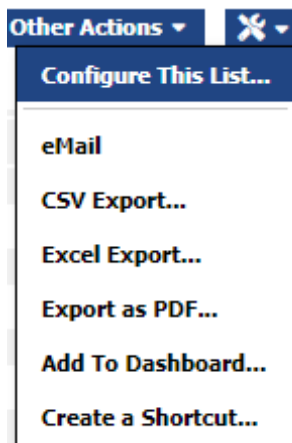 Other Actions
Configure This List...
eMail
CSV Export...
Excel Export...
Export as PDF...
Add To Dashboard...
Create a Shortcut...